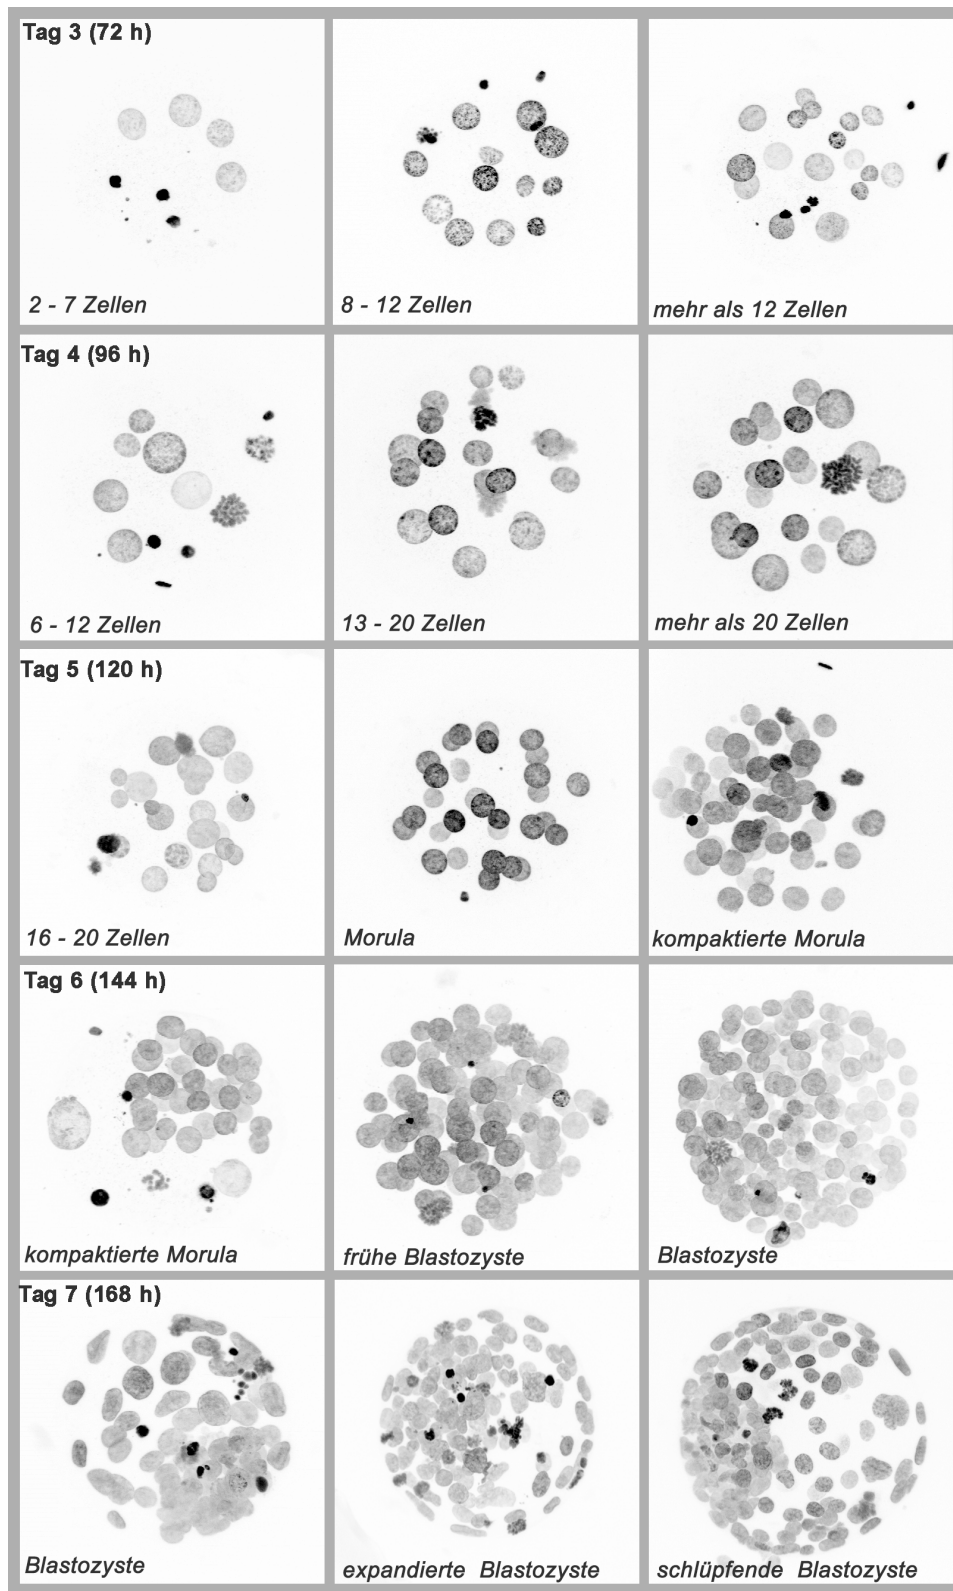 Tag 3 (72 h)
2 - 7 Zellen
8 - 12 Zellen
mehr als 12 Zellen
Tag 4 (96 h)
6 - 12 Zellen
13 - 20 Zellen
mehr als 20 Zellen
Tag 5 (120 h)
16 - 20 Zellen
Morula
kompaktierte Morula
Tag 6 (144 h)
kompaktierte Morula
frühe Blastozyste
Blastozyste
Tag 7 (168 h)
Blastozyste
expandierte Blastozyste
schlüpfende Blastozyste